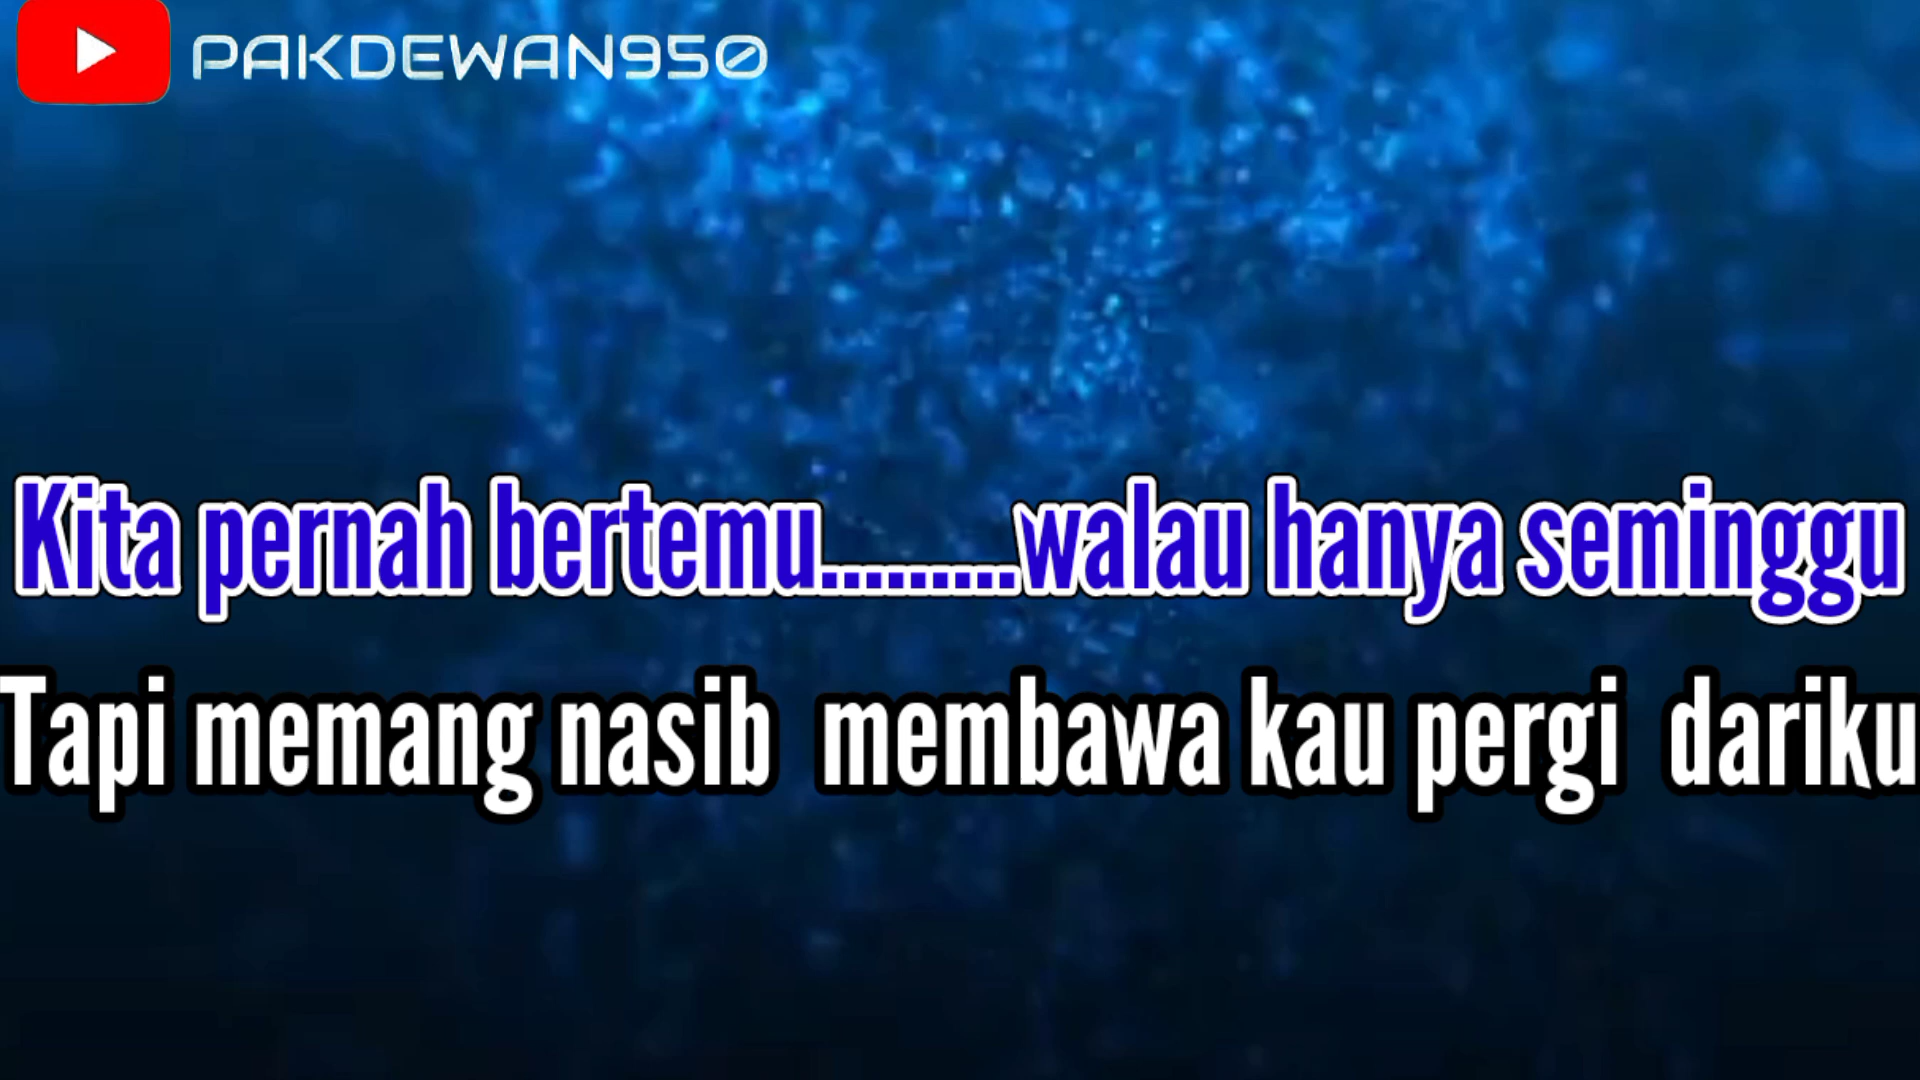 PAKDEWAN950
Kita pernah bertemu.........walau hanya seminggu
Tapi memang nasib  membawa kau pergi  dariku